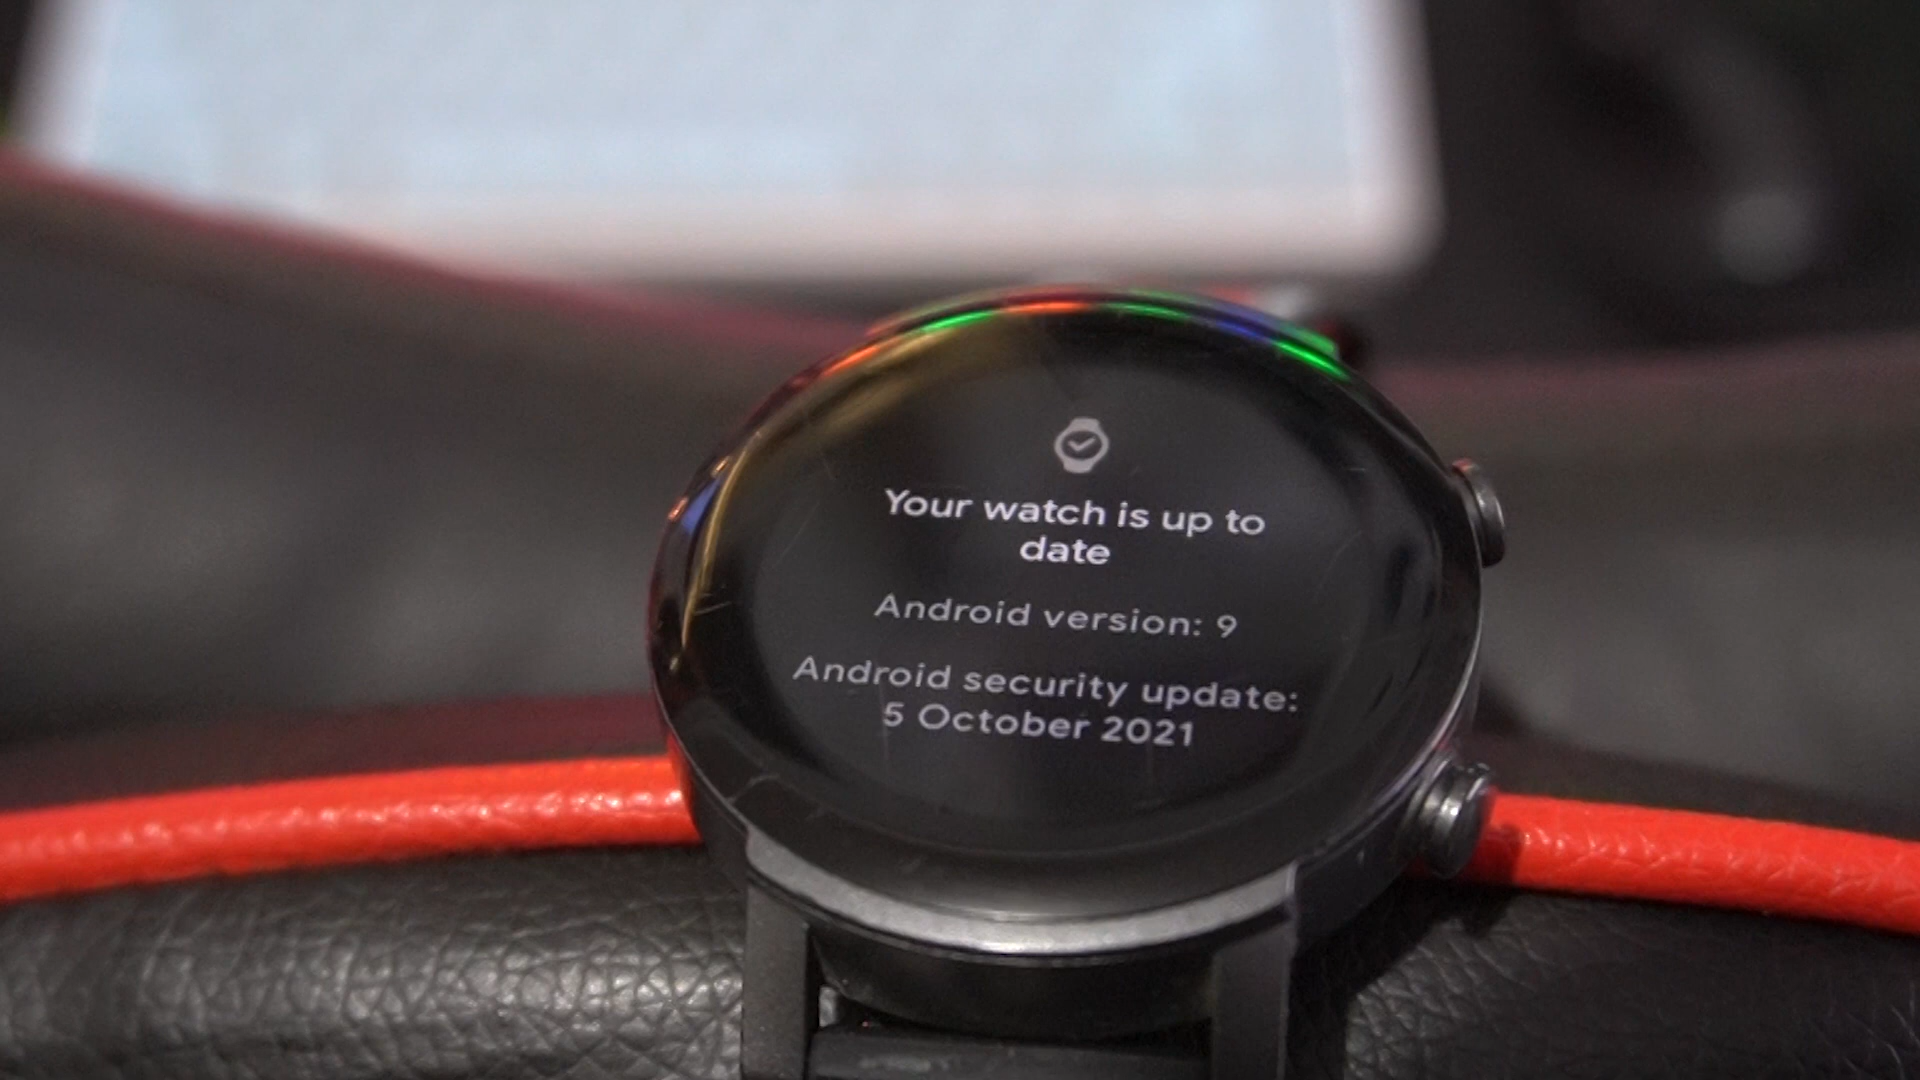 Your watch is up to
date
Android version: 9
Android security update:
5 October 2021